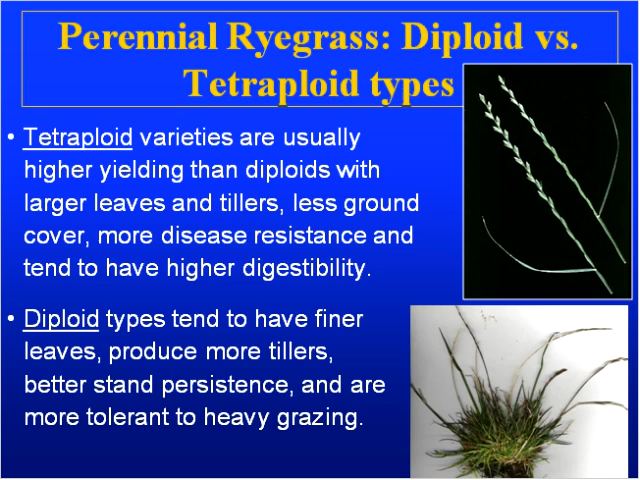 Perennial Ryegrass: Diploid vs.
Tetraploid types
• Tetraploid varieties are usually
higher yielding than diploids with
larger leaves and tillers, less ground
cover, more disease resistance and
tend to have higher digestibility.
• Diploid types tend to have finer
leaves, produce more tillers,
better stand persistence, and are
more tolerant to heavy grazing.